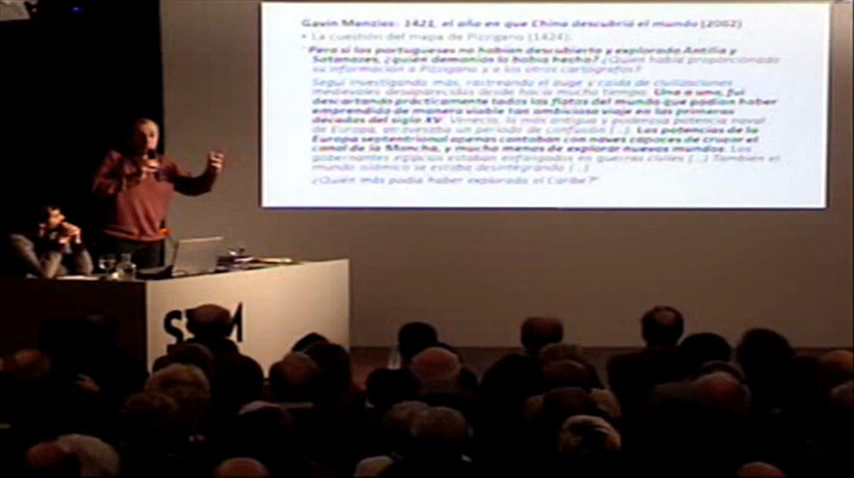 Gavin Menzies: 1421, el año en que China descubrió el mundo (2002)
• La cuestión del mapa de Pizzigano (1424):
"Pero si los portugueses no habían descubierto y explorado Antilia y
Satanazes, ¿quién demonios lo había hecho? ¿Quién había proporcionado
su información a Pizzigano y a los otros cartógrafos?
Seguí investigando más, rastreando el auge y caída de civilizaciones
medievales desaparecidas desde hacía mucho tiempo. Una a una, fui
descartando prácticamente todas las flotas del mundo que podían haber
emprendido de manera viable tan ambicioso viaje en las primeras
décadas del siglo XV. Venecia, la más antigua y poderosa potencia naval
de Europa, atravesaba un período de confusión (...). Las potencias de la
Europa septentrional apenas contaban con naves capaces de cruzar el
canal de la Mancha, y mucho menos de explorar nuevos mundos. Los
gobernantes egipcios estaban enfangados en guerras civiles (...) También el
mundo islámico se estaba desintegrando (...)
¿Quién más podía haber explorado el Caribe?"